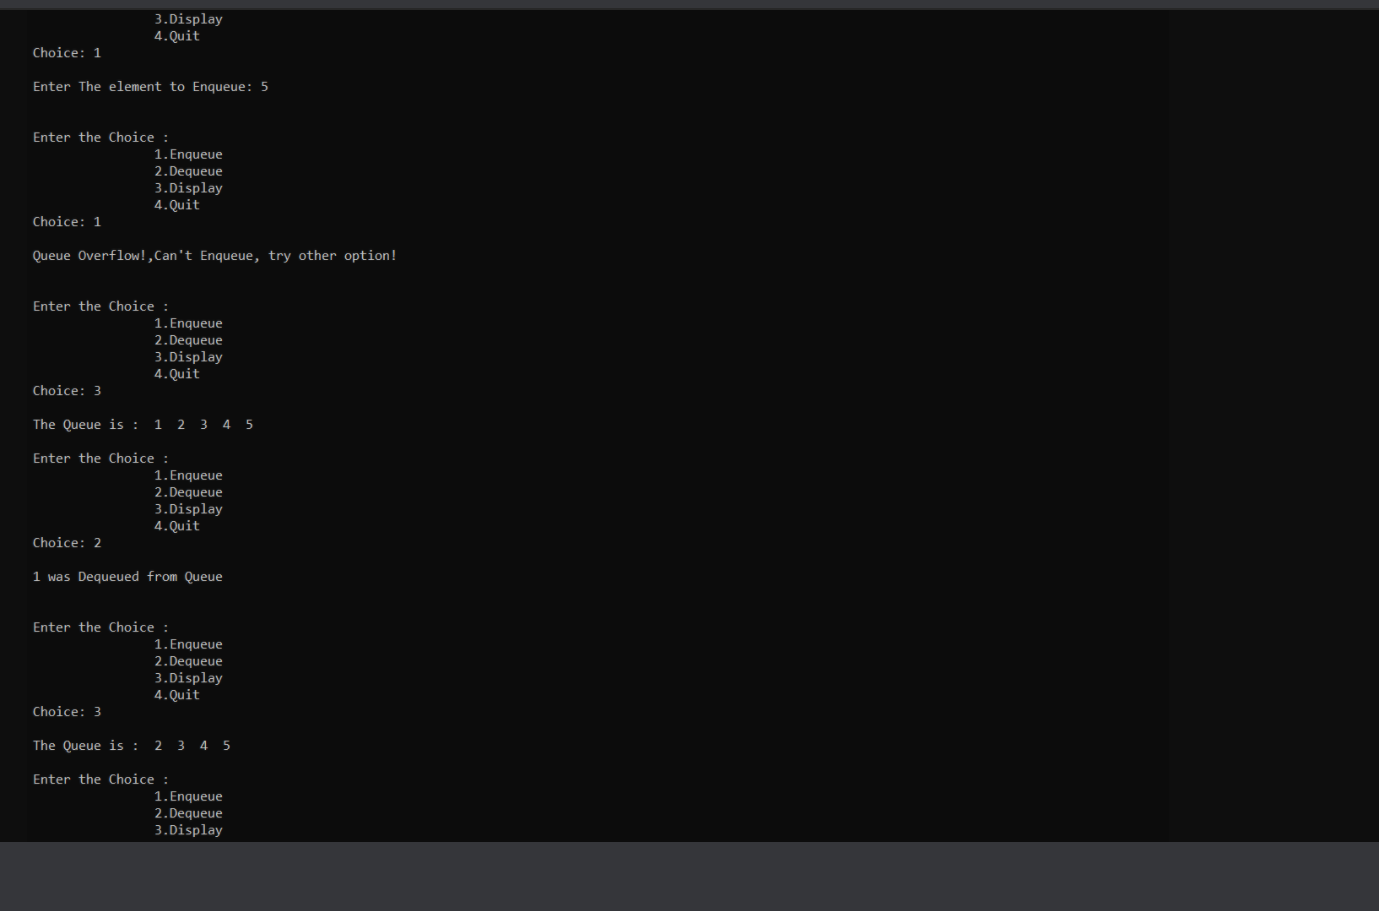 3.Display
4.Quit
Choice: 1
Enter The element to Enqueue: 5
Enter the Choice :
1.Enqueue
2.Dequeue
3.Display
4.Quit
Choice: 1
Queue Overflow!,Can't Enqueue, try other option!
Enter the Choice :
1.Enqueue
2.Dequeue
3.Display
4.Quit
Choice: 3
The Queue is :  1  2  3  4  5
Enter the Choice :
1.Enqueue
2.Dequeue
3.Display
4.Quit
Choice: 2
1 was Dequeued from Queue
Enter the Choice :
1.Enqueue
2.Dequeue
3.Display
4.Quit
Choice: 3
The Queue is :  2  3  4  5
Enter the Choice :
1.Enqueue
2.Dequeue
3.Display